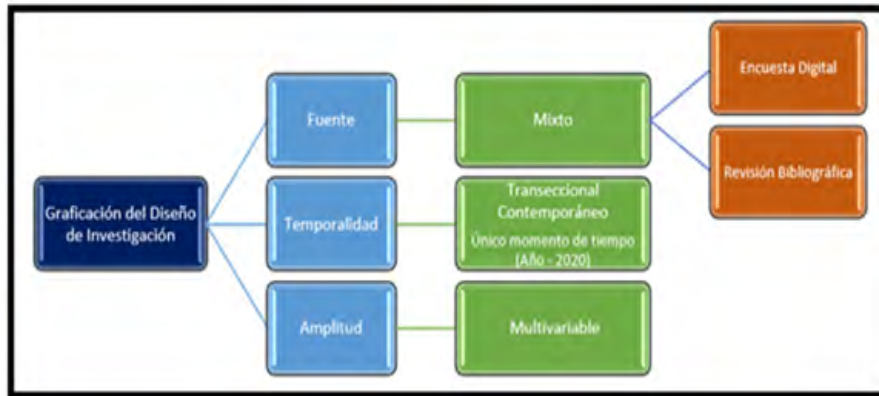 Graficación del Diseño
de Investigación
Fuente
Mixto
Encuesta Digital
Revisión Bibliográfica
Temporalidad
Transeccional
Contemporáneo
Único momento de tiempo
(Año - 2020)
Amplitud
Multivariable